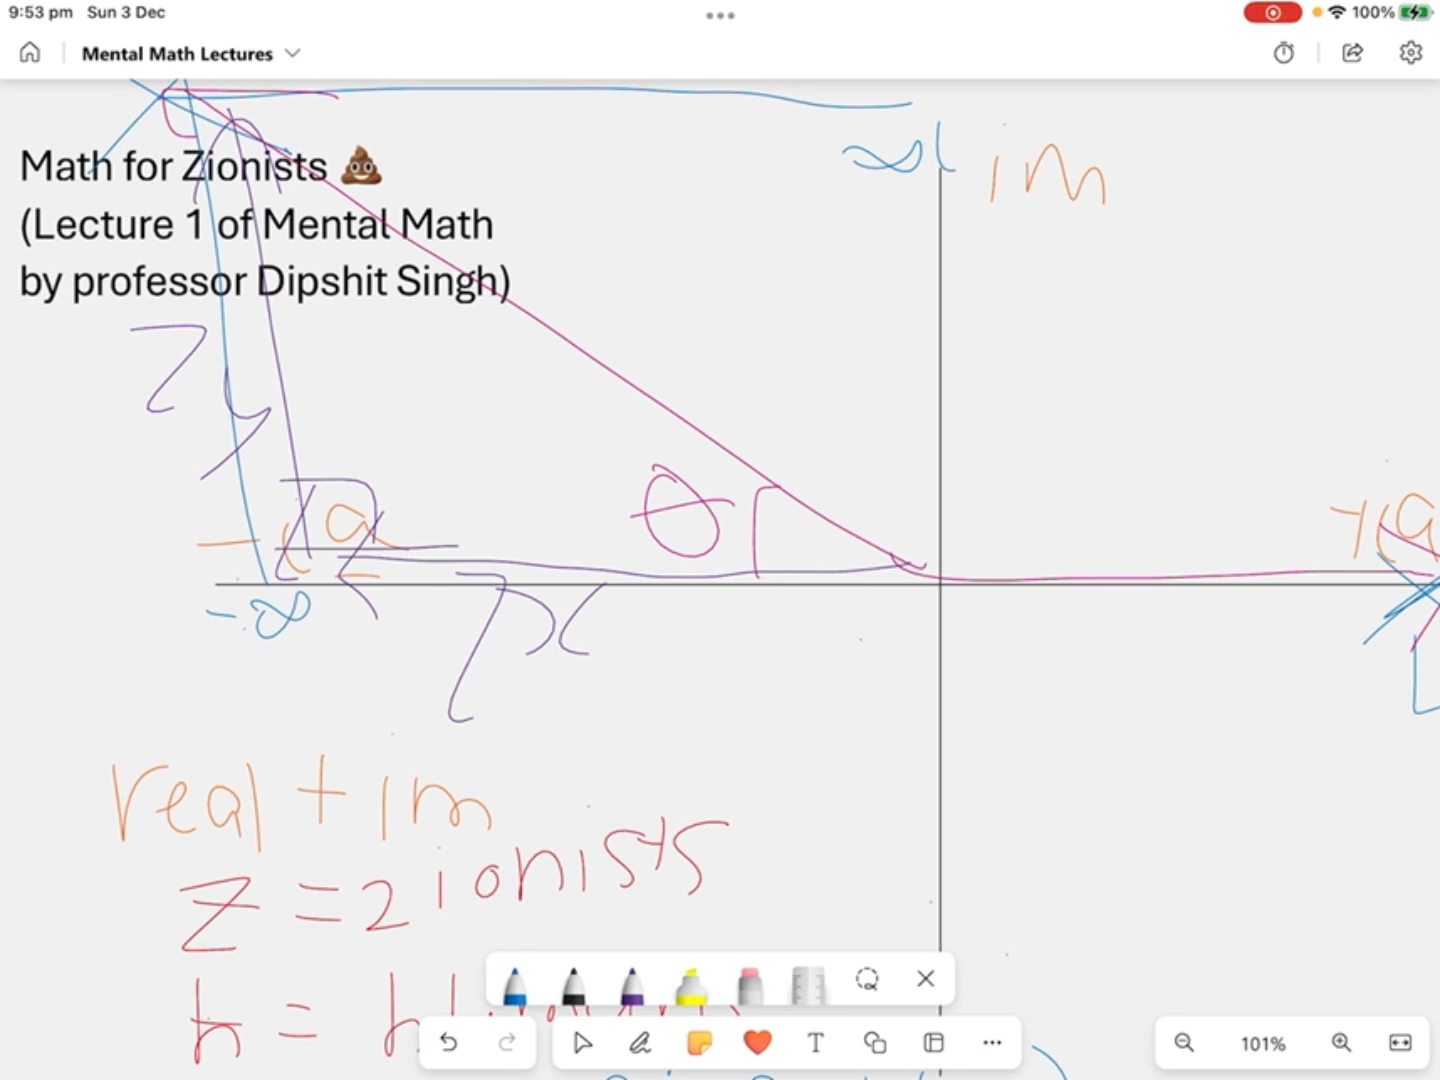 9:53 pm Sun 3 Dec
100%
Mental Math Lectures
Math for Zionists 💩
(Lecture 1 of Mental Math
by professor Dipshit Singh)
∞
im
θ
-∞
x
real + im
z = zionists
h =
101%